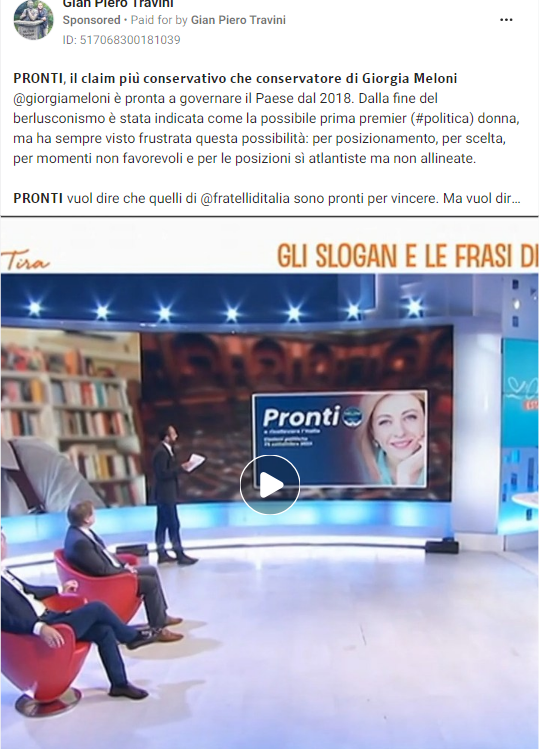 Gian Piero Travini
Sponsored • Paid for by Gian Piero Travini
ID: 517068300181039
PRONTI, il claim più conservativo che conservatore di Giorgia Meloni
@giorgiameloni è pronta a governare il Paese dal 2018. Dalla fine del
berlusconismo è stata indicata come la possibile prima premier (#politica) donna,
ma ha sempre visto frustrata questa possibilità: per posizionamento, per scelta,
per momenti non favorevoli e per le posizioni sì atlantiste ma non allineate.
PRONTI vuol dire che quelli di @fratelliditalia sono pronti per vincere. Ma vuol dir...
Tira
GLI SLOGAN E LE FRASI DI
Pronti
a risollevare l'Italia
Elezioni politiche
25 settembre 2022